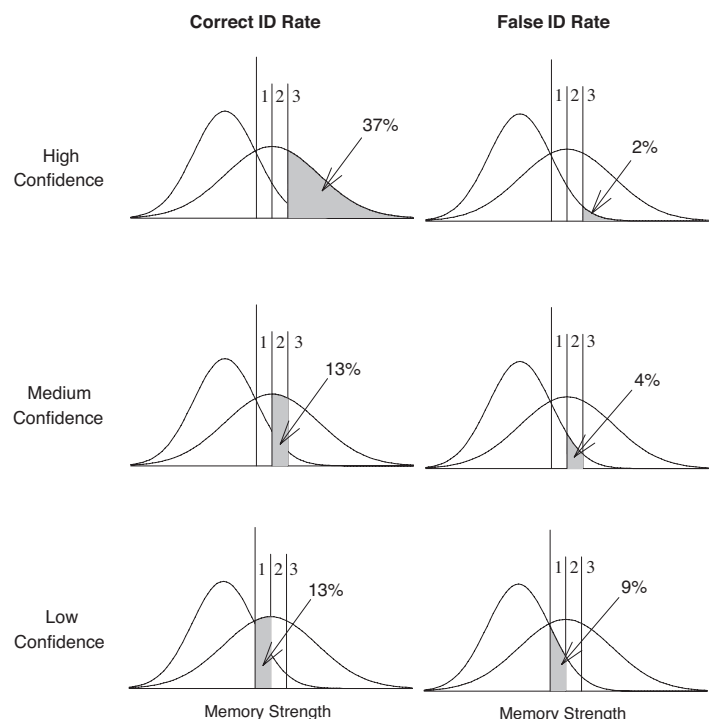 Correct ID Rate False ID Rate
1 2 3 1 2 3
37% 2%
High
Confidence
1 2 3 1 2 3
13% 4%
Medium
Confidence
1 2 3 1 2 3
13% 9%
Low
Confidence
Memory Strength Memory Strength